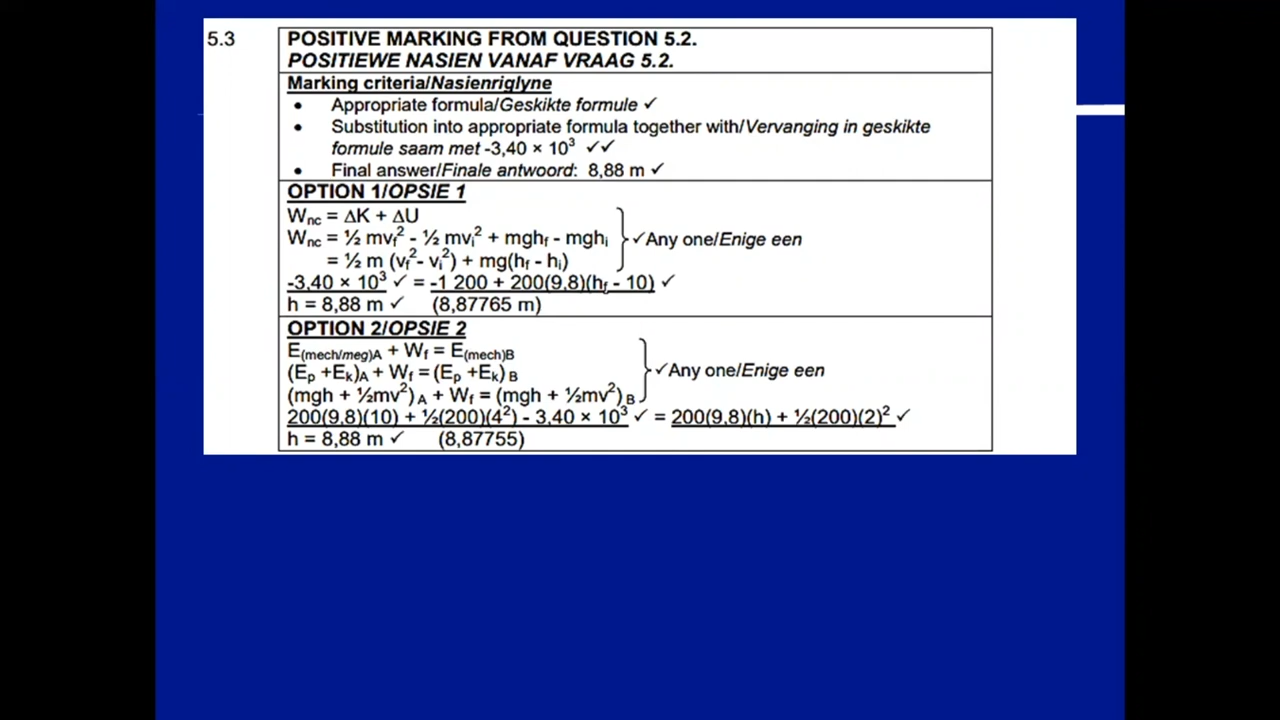 5.3
POSITIVE MARKING FROM QUESTION 5.2.
POSITIEWE NASIEN VANAF VRAAG 5.2.
Marking criteria/Nasienriglyne
• Appropriate formula/Geskikte formule ✓
• Substitution into appropriate formula together with/Vervanging in geskikte
formule saam met -3,40 × 10³ ✓✓
• Final answer/Finale antwoord: 8,88 m ✓
OPTION 1/OPSIE 1
Wnc = ΔK + ΔU
Wnc = ½ mvf² - ½ mvi² + mghf - mghi
= ½ m (vf² - vi²) + mg(hf - hi)
✓Any one/Enige een
-3,40 × 10³ ✓ = -1 200 + 200(9,8)(hf - 10) ✓
h = 8,88 m ✓ (8,87765 m)
OPTION 2/OPSIE 2
E(mech/meg)A + Wf = E(mech)B
(Ep +Ek)A + Wf = (Ep +Ek)B
(mgh + ½mv²)A + Wf = (mgh + ½mv²)B
✓Any one/Enige een
200(9,8)(10) + ½(200)(4²) - 3,40 × 10³ ✓ = 200(9,8)(h) + ½(200)(2)² ✓
h = 8,88 m ✓ (8,87755)